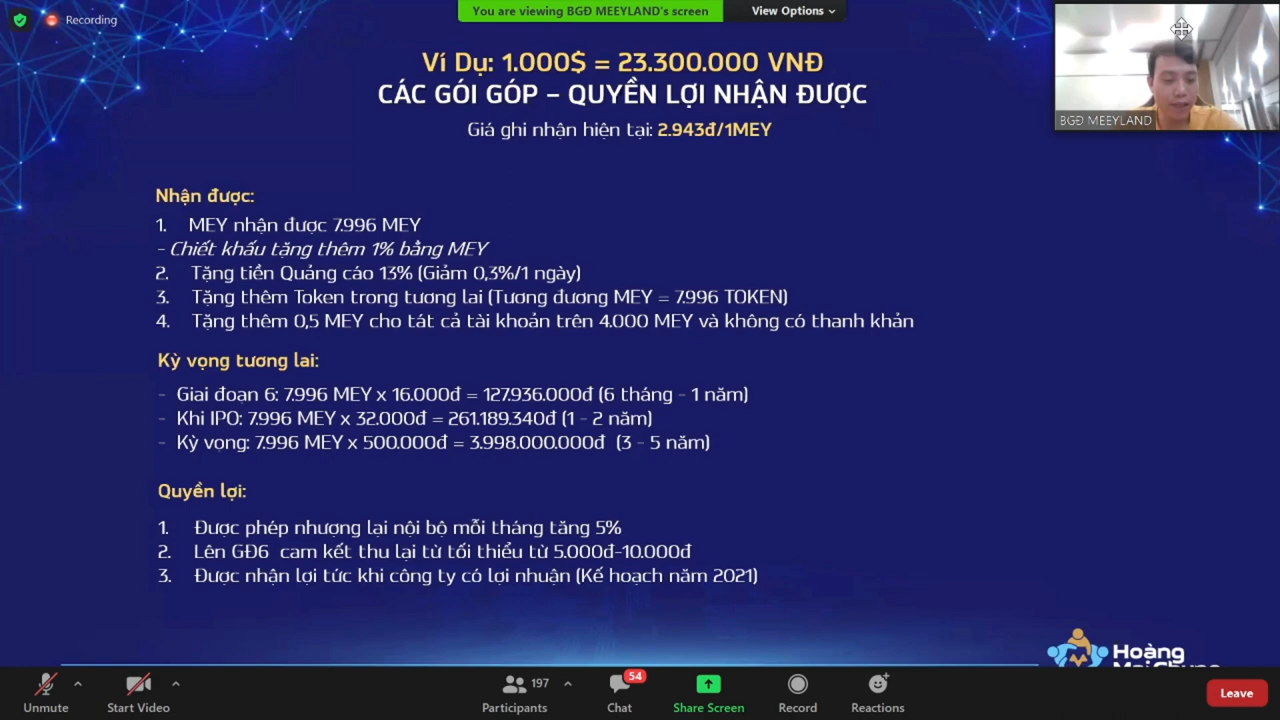 Recording
You are viewing BGĐ MEEYLAND's screen
View Options
BGĐ MEEYLAND
Ví Dụ: 1.000$ = 23.300.000 VNĐ
CÁC GÓI GÓP – QUYỀN LỢI NHẬN ĐƯỢC
Giá ghi nhận hiện tại: 2.943đ/1MEY
Nhận được:
1. MEY nhận được 7.996 MEY
- Chiết khấu tặng thêm 1% bằng MEY
2. Tặng tiền Quảng cáo 13% (Giảm 0,3%/1 ngày)
3. Tặng thêm Token trong tương lai (Tương đương MEY = 7.996 TOKEN)
4. Tặng thêm 0,5 MEY cho tát cả tài khoản trên 4.000 MEY và không có thanh khản
Kỳ vọng tương lai:
- Giai đoạn 6: 7.996 MEY x 16.000đ = 127.936.000đ (6 tháng - 1 năm)
- Khi IPO: 7.996 MEY x 32.000đ = 261.189.340đ (1 - 2 năm)
- Kỳ vọng: 7.996 MEY x 500.000đ = 3.998.000.000đ (3 - 5 năm)
Quyền lợi:
1. Được phép nhượng lại nội bộ mỗi tháng tăng 5%
2. Lên GĐ6 cam kết thu lại từ tối thiểu từ 5.000đ-10.000đ
3. Được nhận lợi tức khi công ty có lợi nhuận (Kế hoạch năm 2021)
Hoàng
Unmute
Start Video
197
Participants
54
Chat
Share Screen
Record
Reactions
Leave